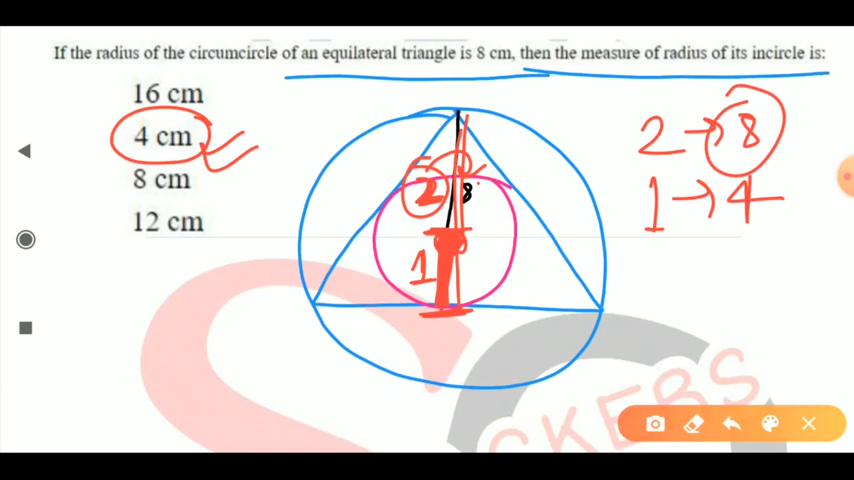 If the radius of the circumcircle of an equilateral triangle is 8 cm, then the measure of radius of its incircle is:
16 cm
4 cm
8 cm
12 cm
2 → 8
1 → 4
2
8
1
CKERS